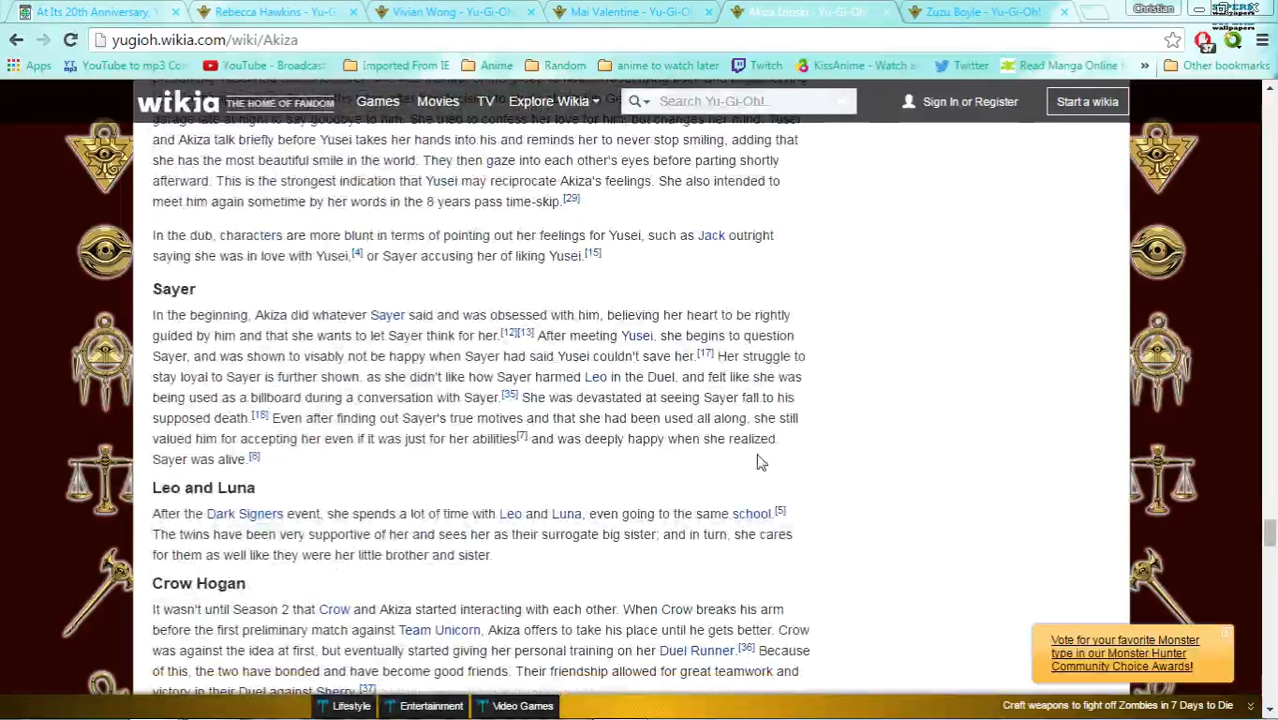 At Its 20th Anniversary,
Rebecca Hawkins - Yu-G
Vivian Wong - Yu-Gi-Oh
Mai Valentine - Yu-Gi-O
Akiza Izinski - Yu-Gi-Oh
Zuzu Boyle - Yu-Gi-Oh!
Christian
yugioh.wikia.com/wiki/Akiza
37
Apps
YouTube to mp3 Con
YouTube - Broadcast
Imported From IE
Anime
Random
anime to watch later
Twitch
KissAnime - Watch a
Twitter
Read Manga Online
»
Other bookmarks
wikia THE HOME OF FANDOM
Games
Movies
TV
Explore Wikia
Search Yu-Gi-Oh!...
Sign In or Register
Start a wikia
garage late at night to say goodbye to him. She tried to confess her love for him, but changes her mind. Yusei
and Akiza talk briefly before Yusei takes her hands into his and reminds her to never stop smiling, adding that
she has the most beautiful smile in the world. They then gaze into each other's eyes before parting shortly
afterward. This is the strongest indication that Yusei may reciprocate Akiza's feelings. She also intended to
meet him again sometime by her words in the 8 years pass time-skip.[29]
In the dub, characters are more blunt in terms of pointing out her feelings for Yusei, such as Jack outright
saying she was in love with Yusei,[4] or Sayer accusing her of liking Yusei.[15]
Sayer
In the beginning, Akiza did whatever Sayer said and was obsessed with him, believing her heart to be rightly
guided by him and that she wants to let Sayer think for her.[12][13] After meeting Yusei, she begins to question
Sayer, and was shown to visably not be happy when Sayer had said Yusei couldn't save her.[17] Her struggle to
stay loyal to Sayer is further shown, as she didn't like how Sayer harmed Leo in the Duel, and felt like she was
being used as a billboard during a conversation with Sayer.[35] She was devastated at seeing Sayer fall to his
supposed death.[18] Even after finding out Sayer's true motives and that she had been used all along, she still
valued him for accepting her even if it was just for her abilities[7] and was deeply happy when she realized
Sayer was alive.[8]
Leo and Luna
After the Dark Signers event, she spends a lot of time with Leo and Luna, even going to the same school.[5]
The twins have been very supportive of her and sees her as their surrogate big sister; and in turn, she cares
for them as well like they were her little brother and sister.
Crow Hogan
It wasn't until Season 2 that Crow and Akiza started interacting with each other. When Crow breaks his arm
before the first preliminary match against Team Unicorn, Akiza offers to take his place until he gets better. Crow
was against the idea at first, but eventually started giving her personal training on her Duel Runner.[36] Because
of this, the two have bonded and have become good friends. Their friendship allowed for great teamwork and
victory in their Duel against Sherry.[37]
Vote for your favorite Monster
type in our Monster Hunter
Community Choice Awards!
Lifestyle
Entertainment
Video Games
Craft weapons to fight off Zombies in 7 Days to Die